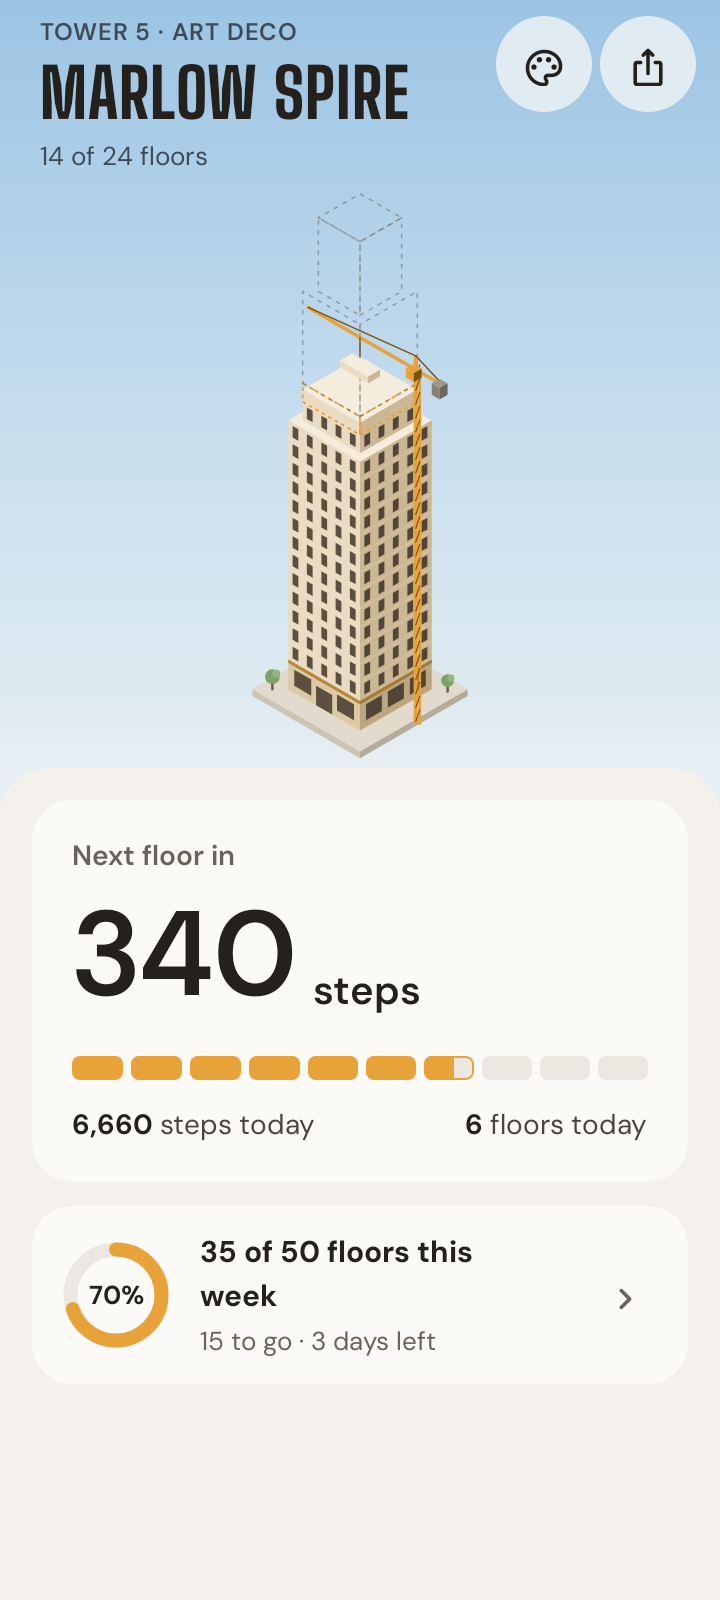 TOWER 5 · ART DECO
MARLOW SPIRE
14 of 24 floors
Next floor in
340 steps
6,660 steps today
6 floors today
70%
35 of 50 floors this
week
15 to go · 3 days left